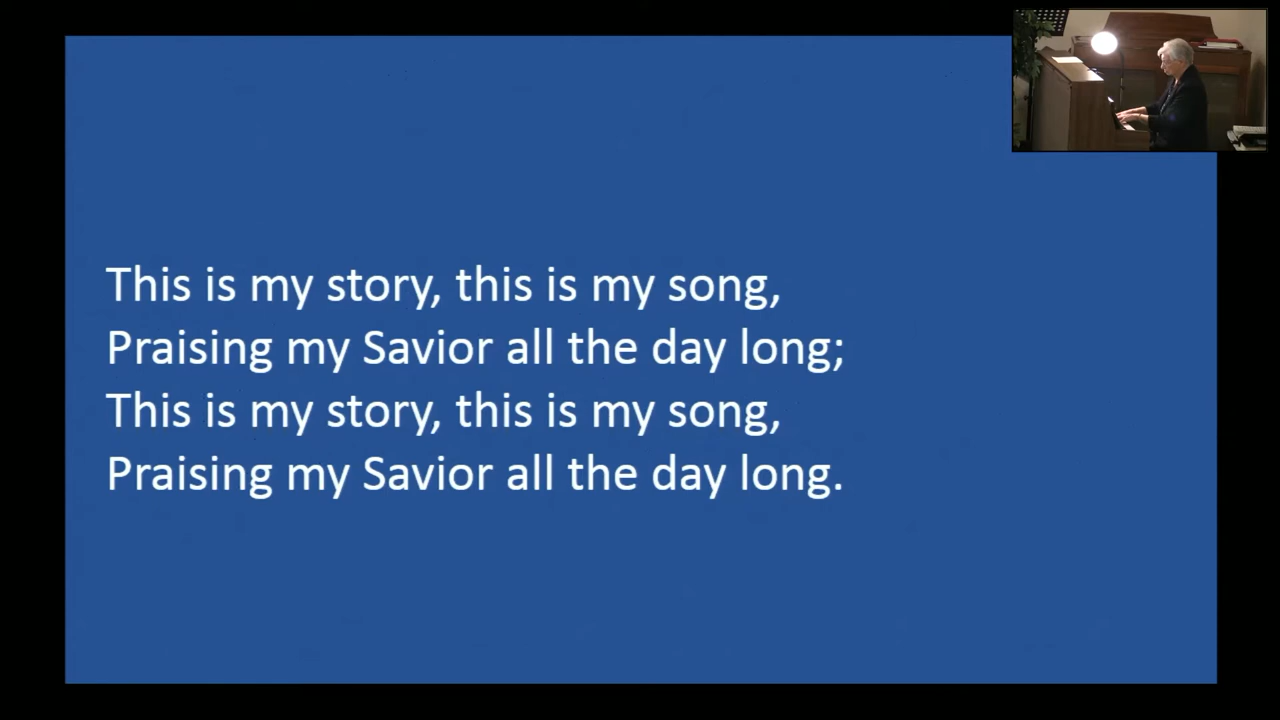 This is my story, this is my song,
Praising my Savior all the day long;
This is my story, this is my song,
Praising my Savior all the day long.